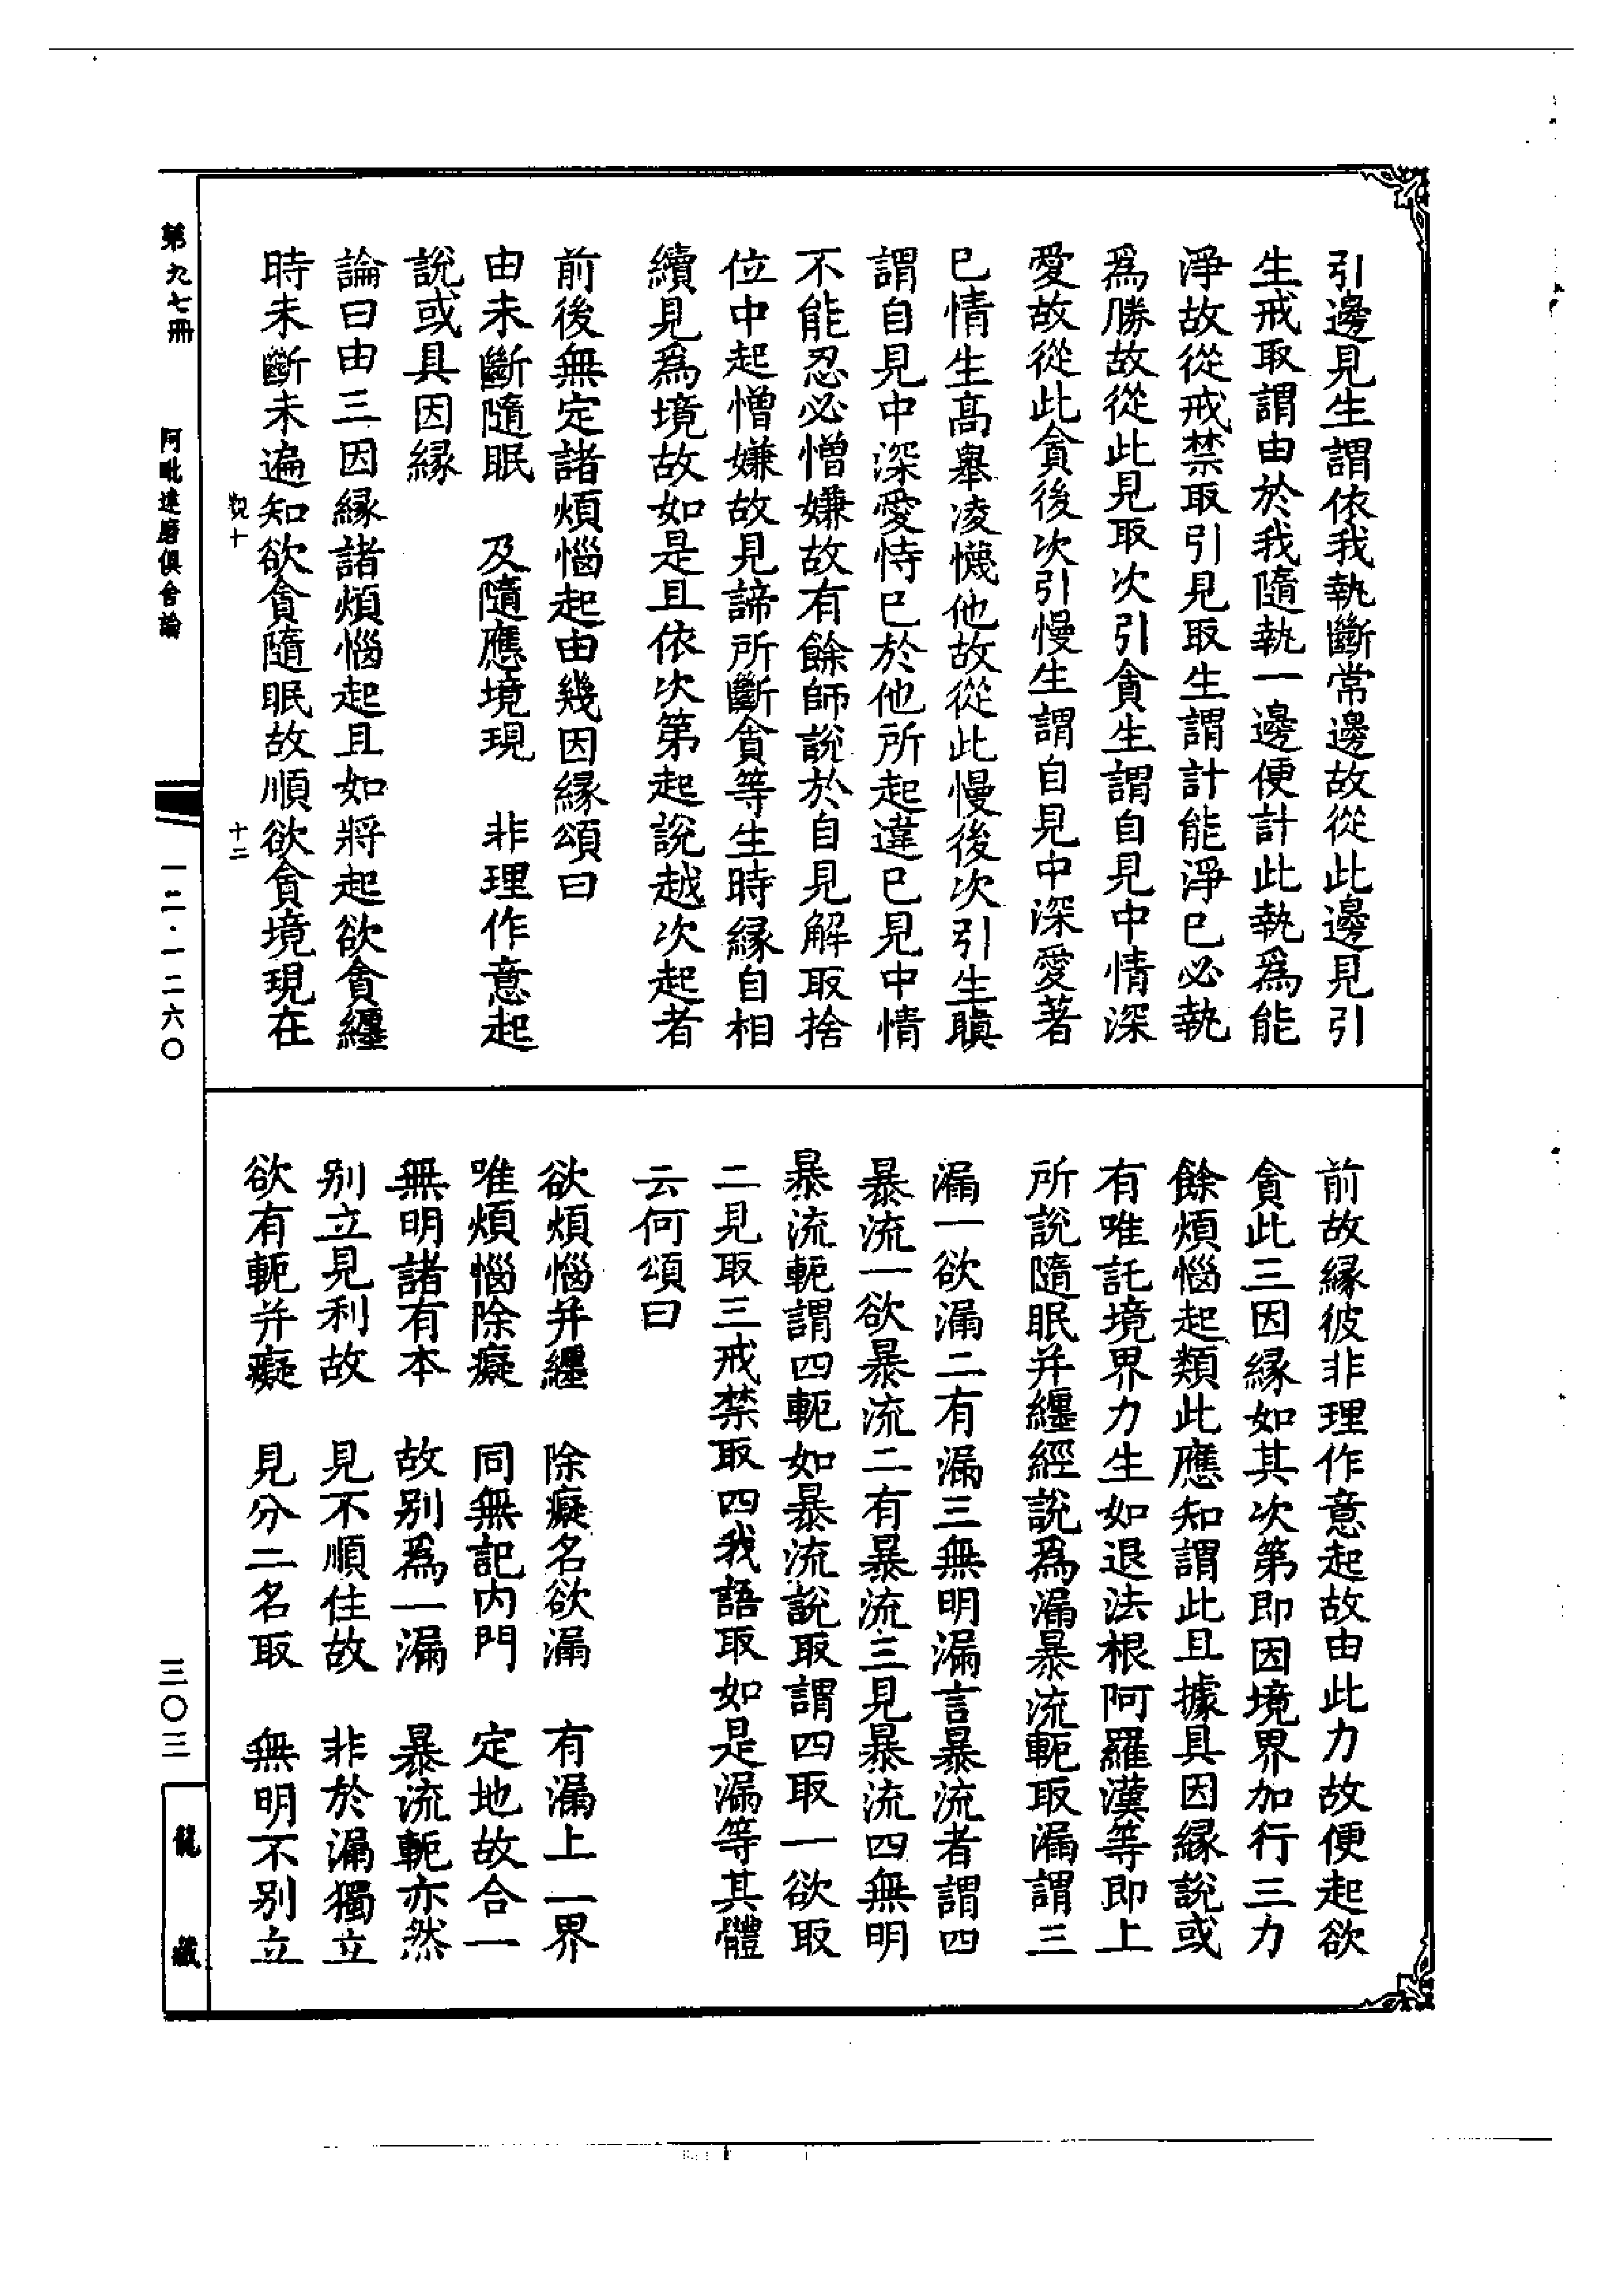 引邊見生謂依我執斷常邊故從此邊見引
生戒取謂由於我隨執一邊便計此執爲能
淨故從戒禁取引見取生謂計能淨已必執
爲勝故從此見取次引貪生謂自見中情深
愛故從此貪後次引慢生謂自見中深愛著
已情生高舉凌懱他故從此慢後次引生瞋
謂自見中深愛恃已於他所起違已見中情
不能忍必憎嫌故有餘師說於自見解取捨
位中起憎嫌故見諦所斷貪等生時緣自相
續見爲境故如是且依次第起說越次起者
前後無定諸煩惱起由幾因緣頌曰
由未斷隨眠　及隨應境現　非理作意起
說或具因緣
論曰由三因緣諸煩惱起且如將起欲貪纏
時未斷未遍知欲貪隨眠故順欲貪境現在
十二
前故緣彼非理作意起故由此力故便起欲
貪此三因緣如其次第即因境界加行三力
餘煩惱起類此應知謂此且據具因緣說或
有唯託境界力生如退法根阿羅漢等即上
所說隨眠并纏經說爲漏暴流軛取漏謂三
漏一欲漏二有漏三無明漏言暴流者謂四
暴流一欲暴流二有暴流三見暴流四無明
暴流軛謂四軛如暴流說取謂四取一欲取
二見取三戒禁取四我語取如是漏等其體
云何頌曰
欲煩惱并纏　除癡名欲漏　有漏上二界
唯煩惱除癡　同無記內門　定地故合一
無明諸有本　故別爲一漏　暴流軛亦然
別立見利故　見不順住故　非於漏獨立
欲有軛并癡　見分二名取　無明不別立
第九七冊　阿毗達磨俱舍論　一二·一二六〇　三〇三　龍藏